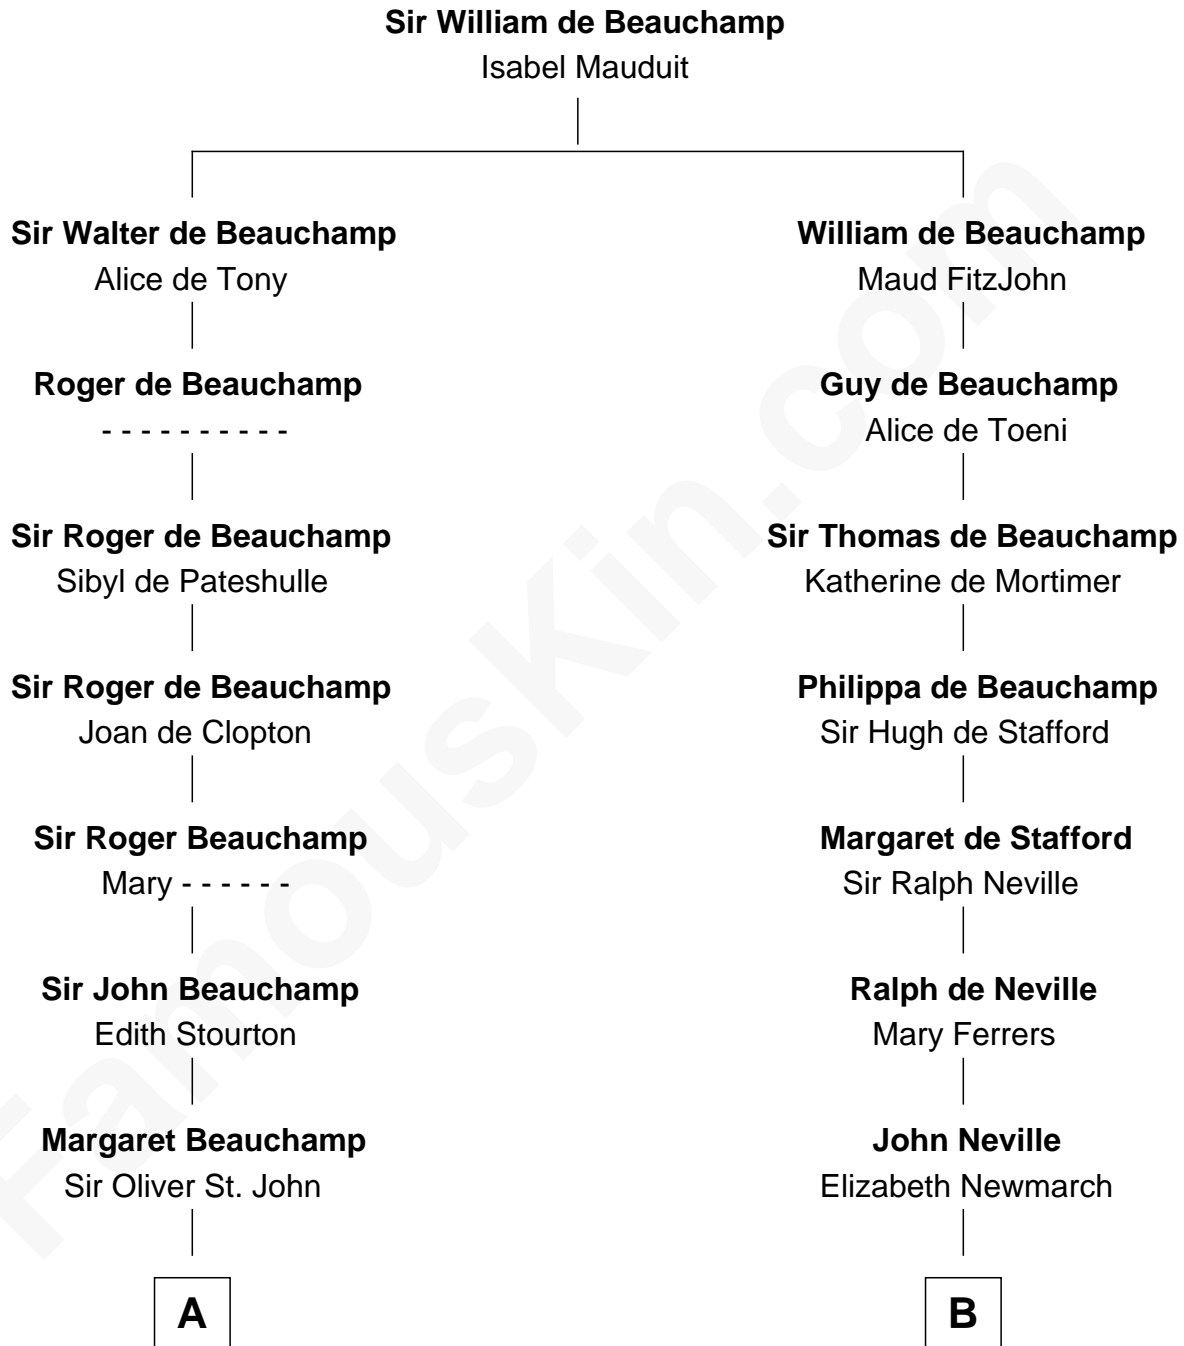 Sir William de Beauchamp
Isabel Mauduit
Sir Walter de Beauchamp
Alice de Tony
William de Beauchamp
Maud FitzJohn
Roger de Beauchamp
- - - - - - - - - -
Guy de Beauchamp
Alice de Toeni
Sir Roger de Beauchamp
Sibyl de Pateshulle
Sir Thomas de Beauchamp
Katherine de Mortimer
Sir Roger de Beauchamp
Joan de Clopton
Philippa de Beauchamp
Sir Hugh de Stafford
Sir Roger Beauchamp
Mary - - - - - -
Margaret de Stafford
Sir Ralph Neville
Sir John Beauchamp
Edith Stourton
Ralph de Neville
Mary Ferrers
Margaret Beauchamp
Sir Oliver St. John
John Neville
Elizabeth Newmarch
A
B
FamousKin.com